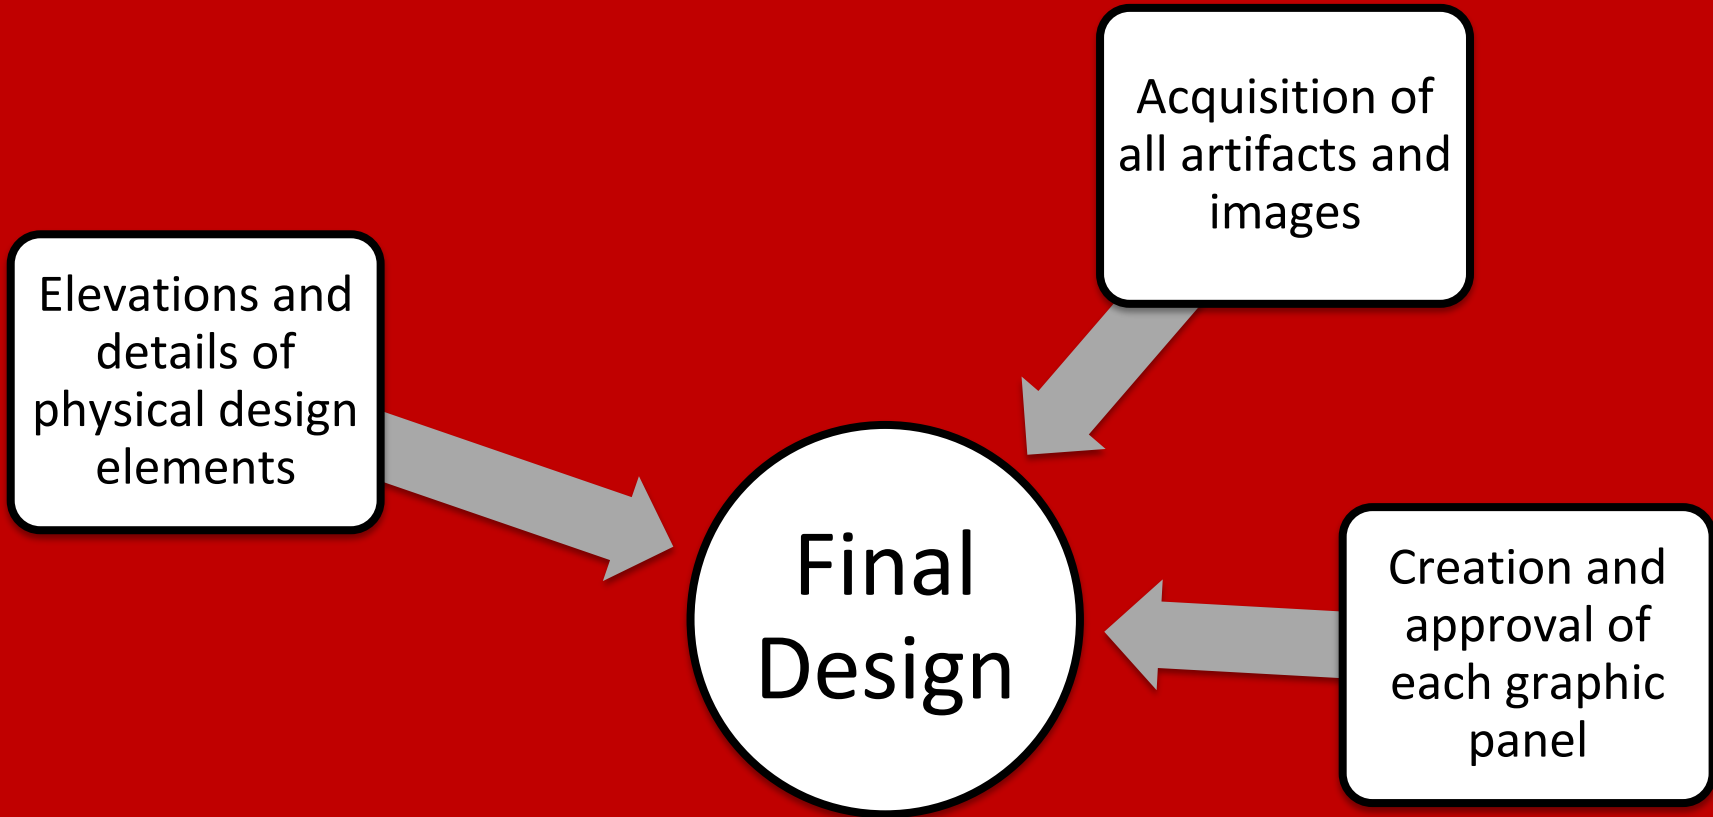 Acquisition of
all artifacts and
images
Elevations and
details of
physical design
elements
Final
Design
Creation and
approval of
each graphic
panel